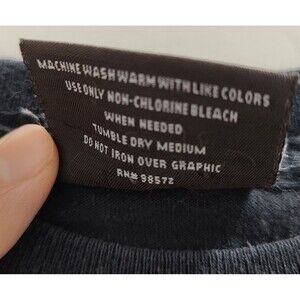 MACHINE WASH WARM WITH LIKE COLORS
USE ONLY NON-CHLORINE BLEACH
WHEN NEEDED
TUMBLE DRY MEDIUM
DO NOT IRON OVER GRAPHIC
RN# 98572